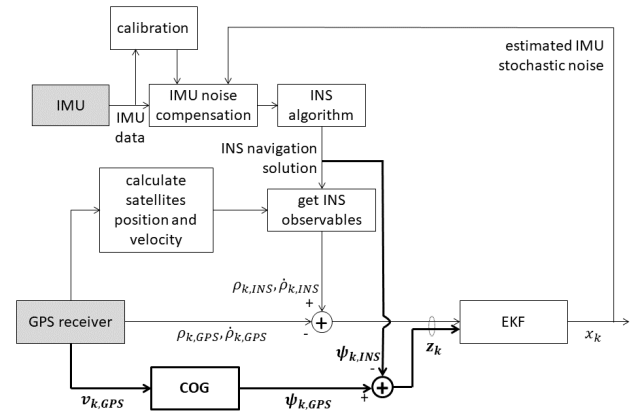 calibration
estimated IMU
stochastic noise
IMU
IMU
data
IMU noise
compensation
INS
algorithm
INS navigation
solution
calculate
satellites
position and
velocity
get INS
observables
ρk,INS, ρ̇k,INS
+
GPS receiver
ρk,GPS, ρ̇k,GPS
-
+
EKF
xk
zk
ψk,INS
-
vk,GPS
COG
ψk,GPS
+
+